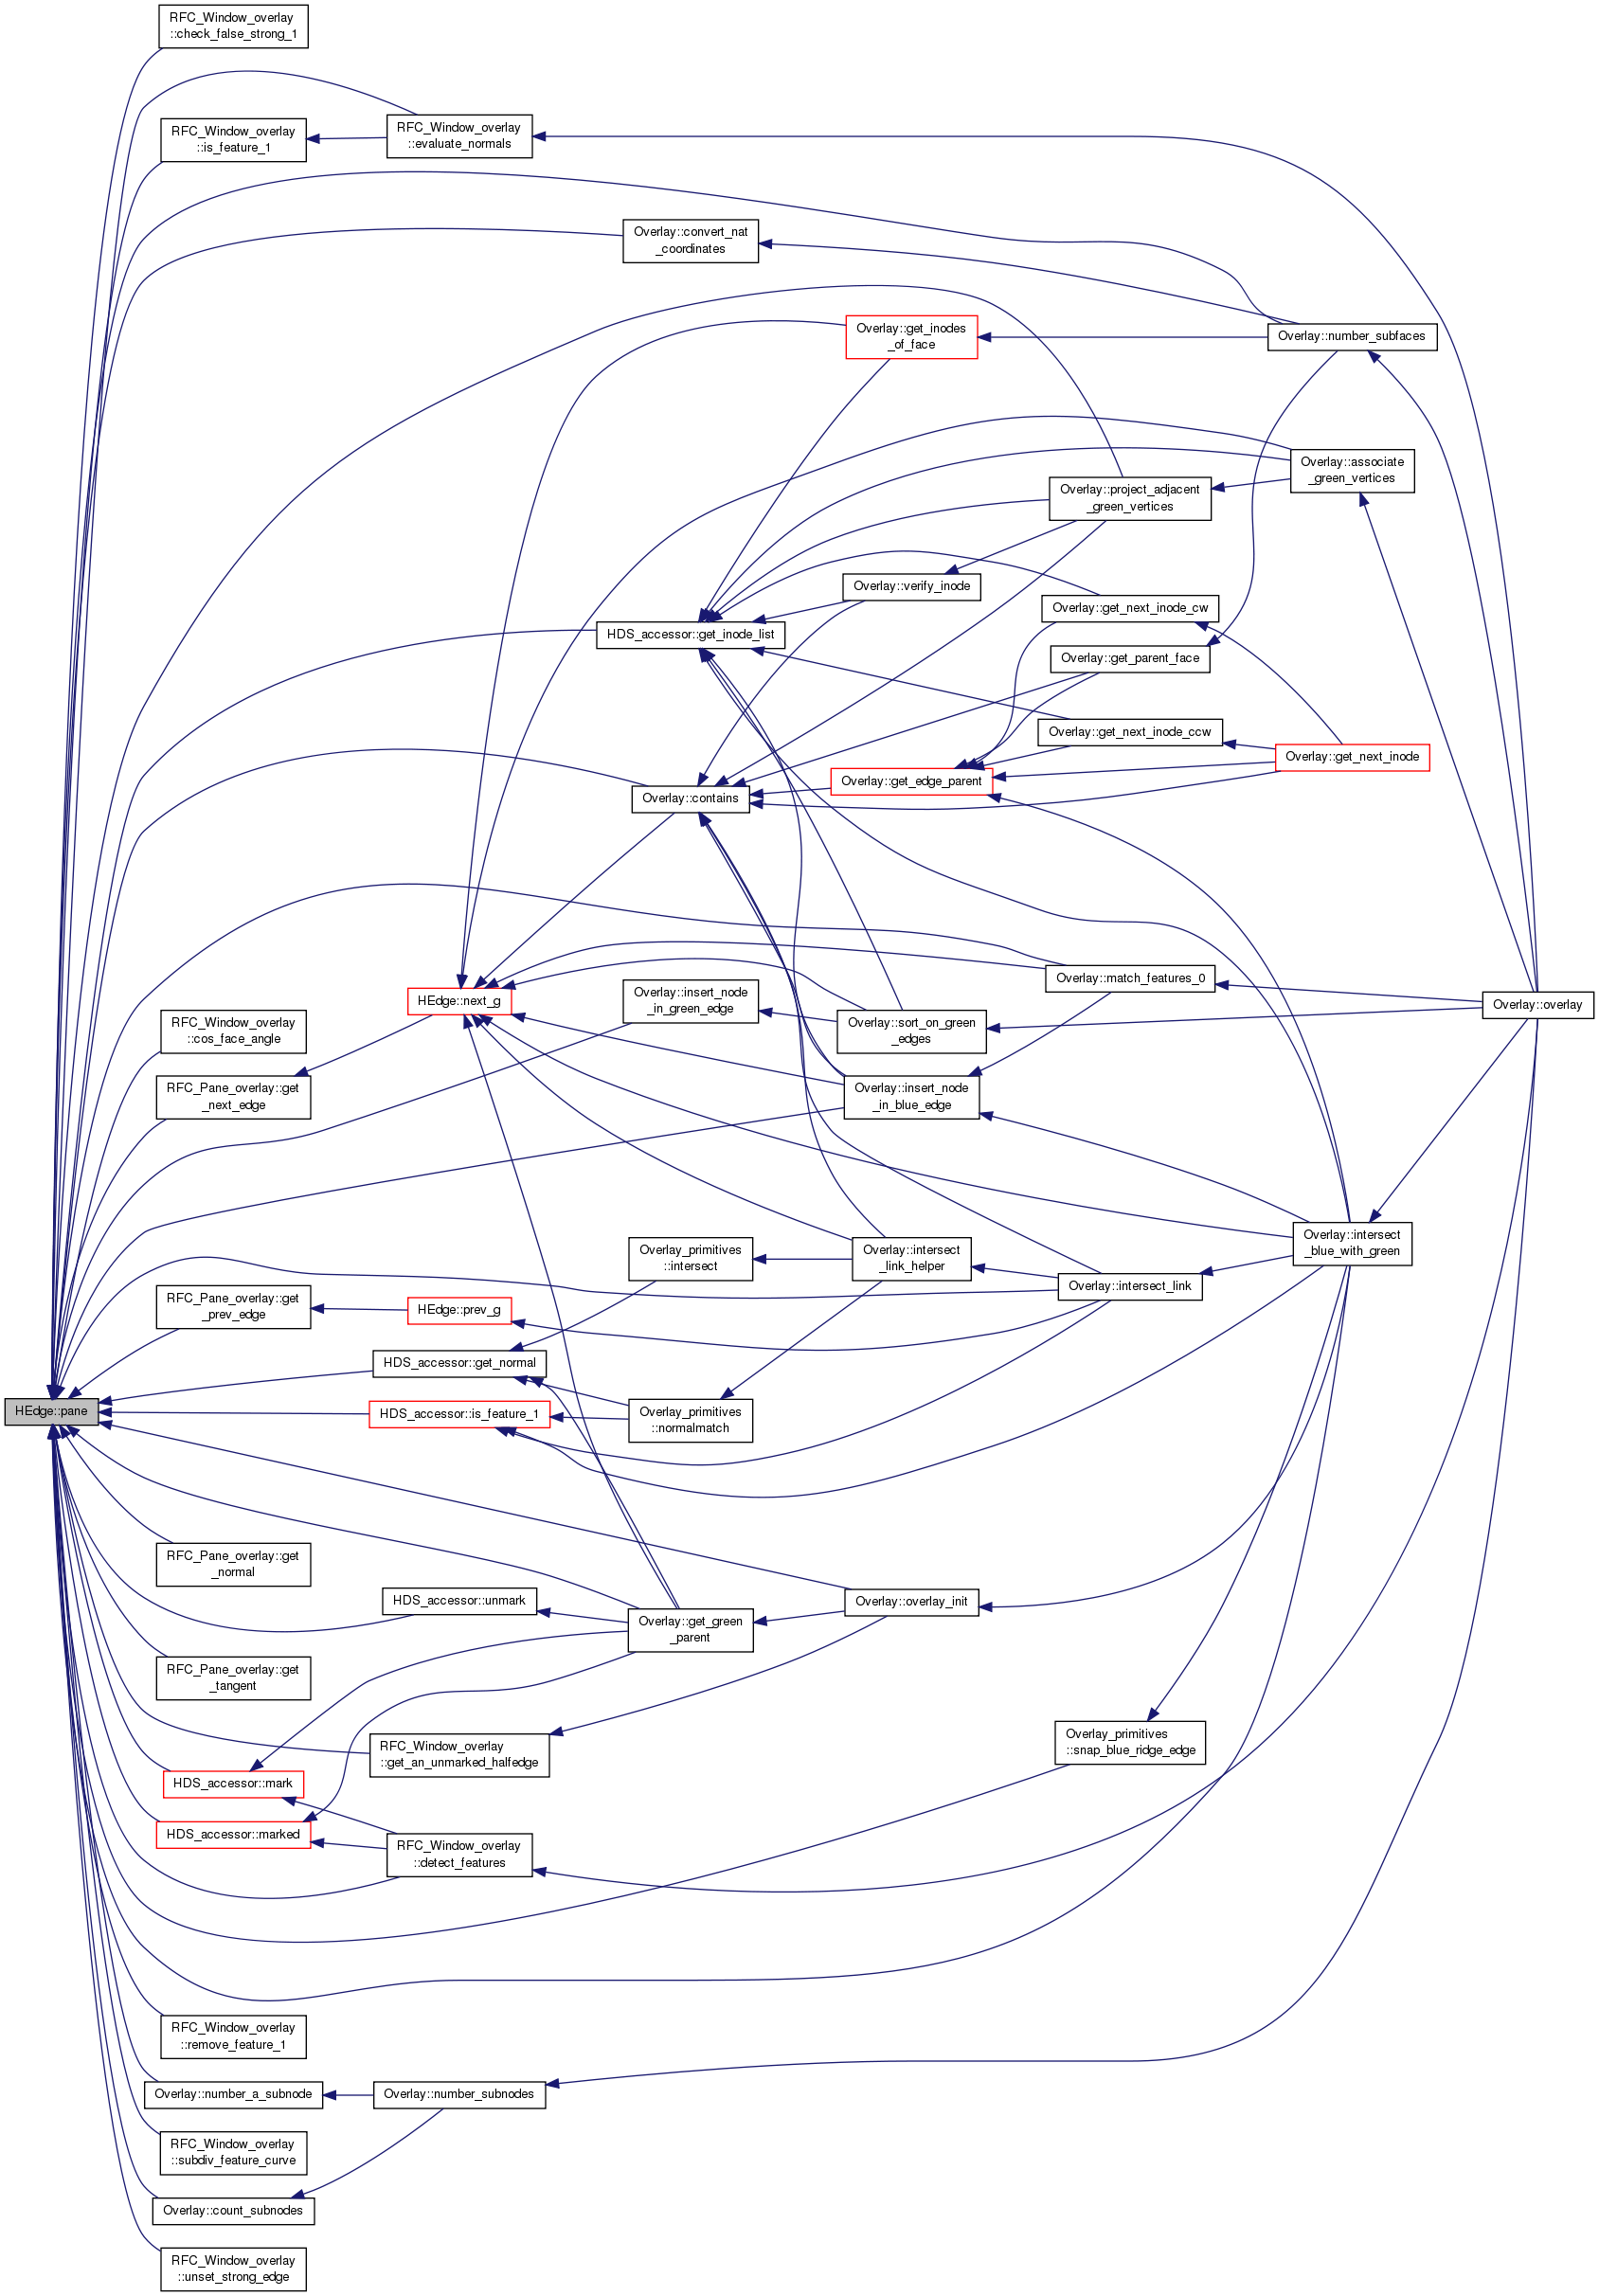 RFC_Window_overlay
::check_false_strong_1
RFC_Window_overlay
::is_feature_1
RFC_Window_overlay
::evaluate_normals
Overlay::convert_nat
_coordinates
Overlay::get_inodes
_of_face
Overlay::number_subfaces
Overlay::associate
_green_vertices
Overlay::project_adjacent
_green_vertices
Overlay::verify_inode
Overlay::get_next_inode_cw
HDS_accessor::get_inode_list
Overlay::get_parent_face
Overlay::get_next_inode_ccw
Overlay::get_next_inode
Overlay::get_edge_parent
Overlay::contains
Overlay::match_features_0
HEdge::next_g
Overlay::insert_node
_in_green_edge
Overlay::overlay
RFC_Window_overlay
::cos_face_angle
Overlay::sort_on_green
_edges
RFC_Pane_overlay::get
_next_edge
Overlay::insert_node
_in_blue_edge
Overlay::intersect
_blue_with_green
Overlay_primitives
::intersect
Overlay::intersect
_link_helper
Overlay::intersect_link
RFC_Pane_overlay::get
_prev_edge
HEdge::prev_g
HDS_accessor::get_normal
HEdge::pane
HDS_accessor::is_feature_1
Overlay_primitives
::normalmatch
RFC_Pane_overlay::get
_normal
HDS_accessor::unmark
Overlay::overlay_init
Overlay::get_green
_parent
RFC_Pane_overlay::get
_tangent
RFC_Window_overlay
::get_an_unmarked_halfedge
Overlay_primitives
::snap_blue_ridge_edge
HDS_accessor::mark
HDS_accessor::marked
RFC_Window_overlay
::detect_features
RFC_Window_overlay
::remove_feature_1
Overlay::number_a_subnode
Overlay::number_subnodes
RFC_Window_overlay
::subdiv_feature_curve
Overlay::count_subnodes
RFC_Window_overlay
::unset_strong_edge